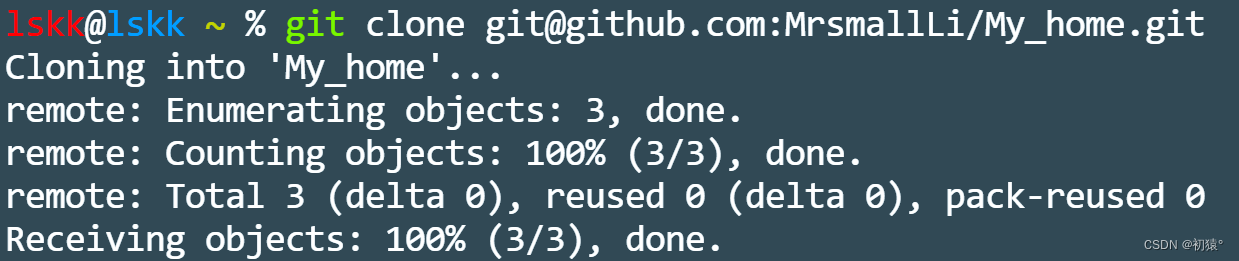 lskk@lskk ~ % git clone git@github.com:MrsmallLi/My_home.git
Cloning into 'My_home'...
remote: Enumerating objects: 3, done.
remote: Counting objects: 100% (3/3), done.
remote: Total 3 (delta 0), reused 0 (delta 0), pack-reused 0
Receiving objects: 100% (3/3), done.
CSDN @初猿°